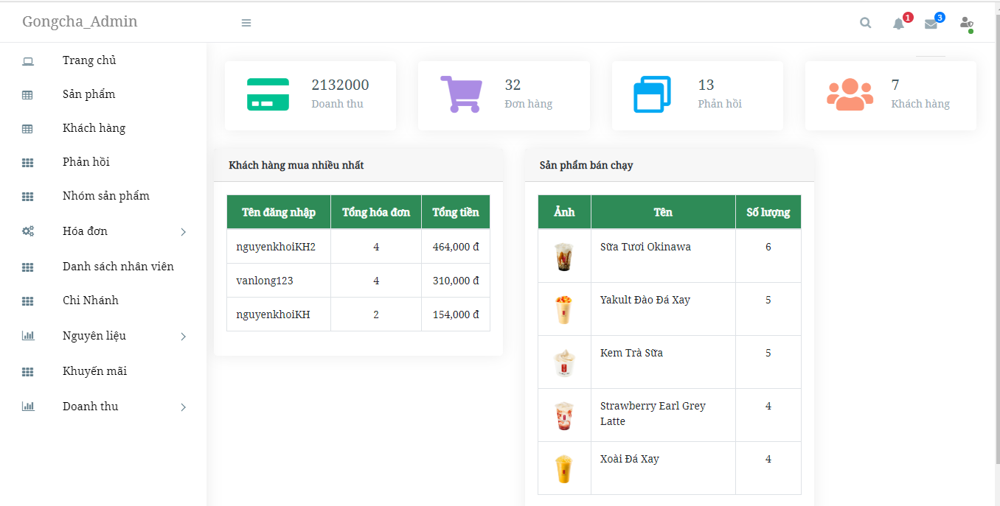 Gongcha_Admin
1
3
Trang chủ
Sản phẩm
Khách hàng
Phản hồi
Nhóm sản phẩm
Hóa đơn
Danh sách nhân viên
Chi Nhánh
Nguyên liệu
Khuyến mãi
Doanh thu
2132000
Doanh thu
32
Đơn hàng
13
Phản hồi
7
Khách hàng
Khách hàng mua nhiều nhất
Tên đăng nhập Tổng hóa đơn Tổng tiền
nguyenkhoiKH2 4 464,000 đ
vanlong123 4 310,000 đ
nguyenkhoiKH 2 154,000 đ
Sản phẩm bán chạy
Ảnh Tên Số lượng
Sữa Tươi Okinawa 6
Yakult Đào Đá Xay 5
Kem Trà Sữa 5
Strawberry Earl Grey 4
Latte
Xoài Đá Xay 4